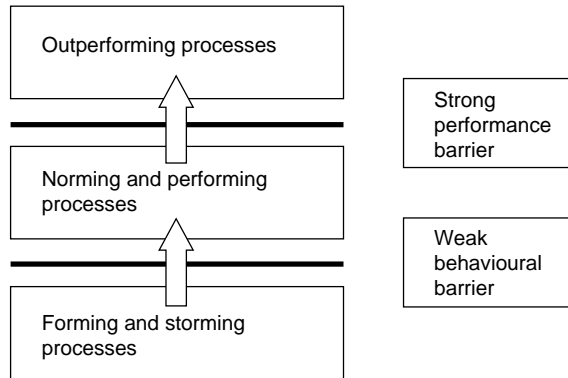 Outperforming processes
Strong
performance
barrier
Norming and performing
processes
Weak
behavioural
barrier
Forming and storming
processes